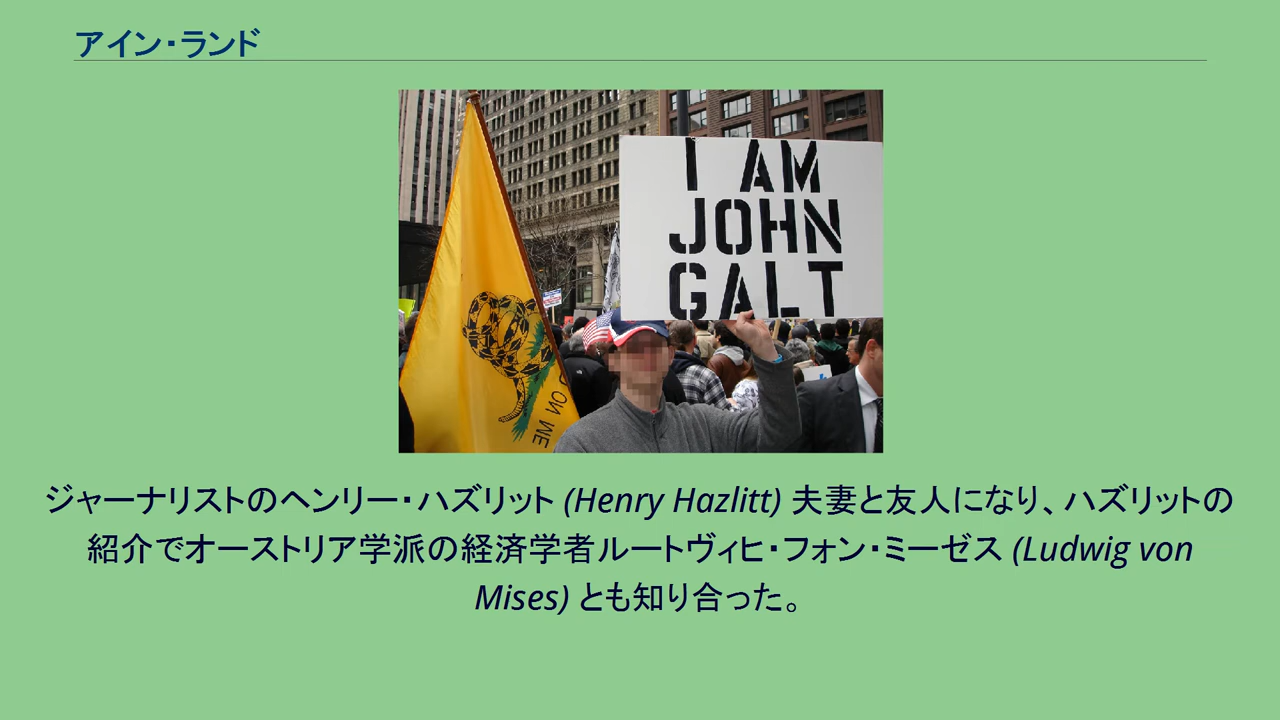 アイン・ランド
I AM
JOHN
GALT
ON ME
ジャーナリストのヘンリー・ハズリット (Henry Hazlitt) 夫妻と友人になり、ハズリットの
紹介でオーストリア学派の経済学者ルートヴィヒ・フォン・ミーゼス (Ludwig von
Mises) とも知り合った。